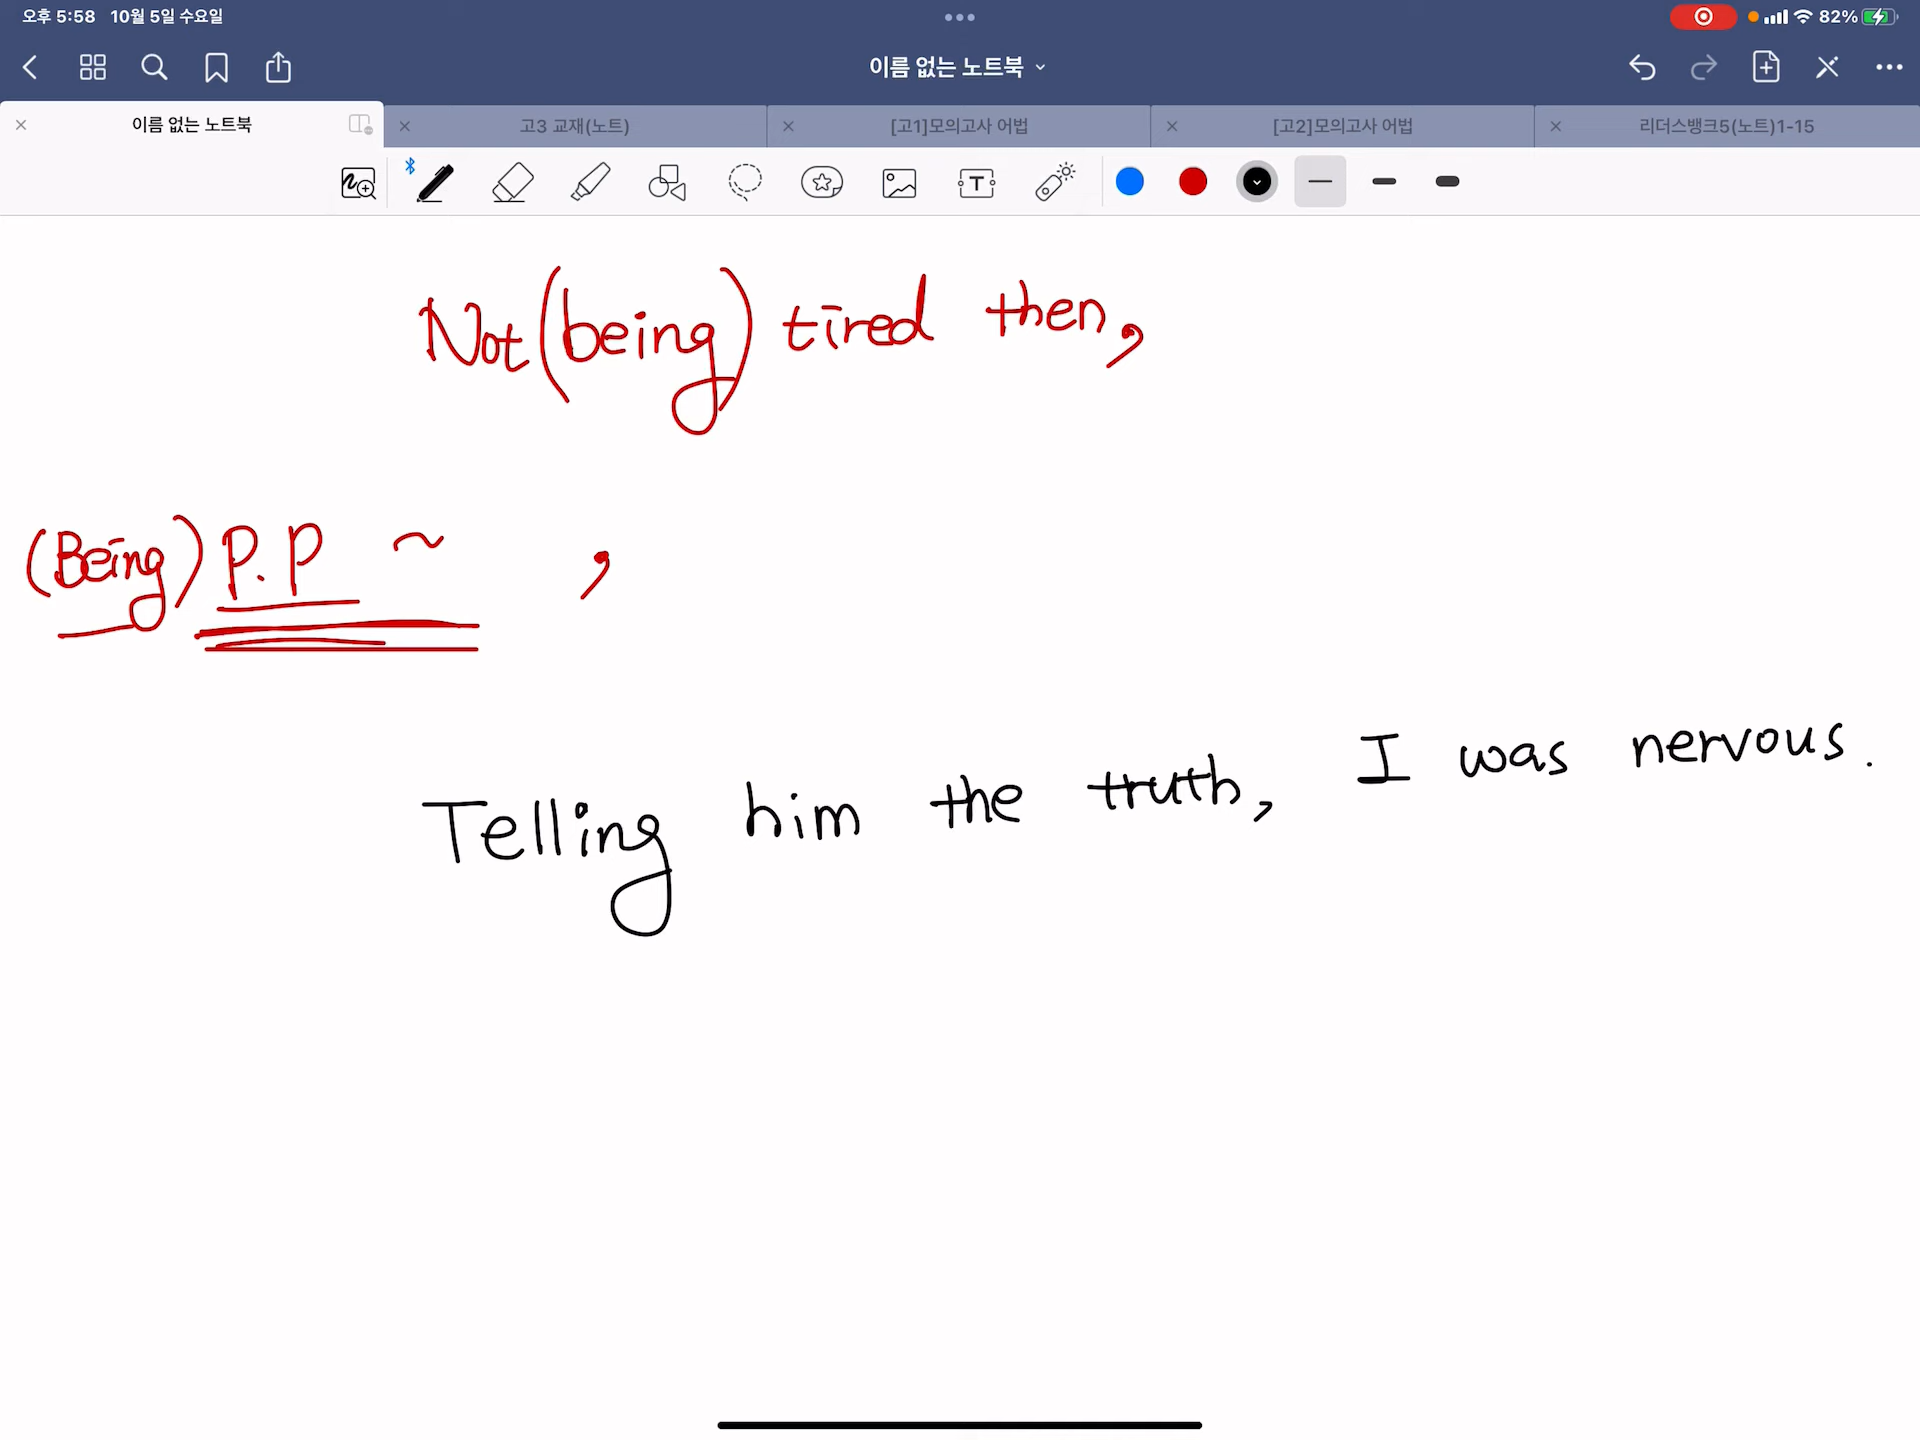 오후 5:58 10월 5일 수요일
82%
이름 없는 노트북
이름 없는 노트북
고3 교재(노트)
[고1]모의고사 어법
[고2]모의고사 어법
리더스뱅크5(노트)1-15
T
Not (being) tired then,
(Being) P.P ~ ,
Telling him the truth, I was nervous.